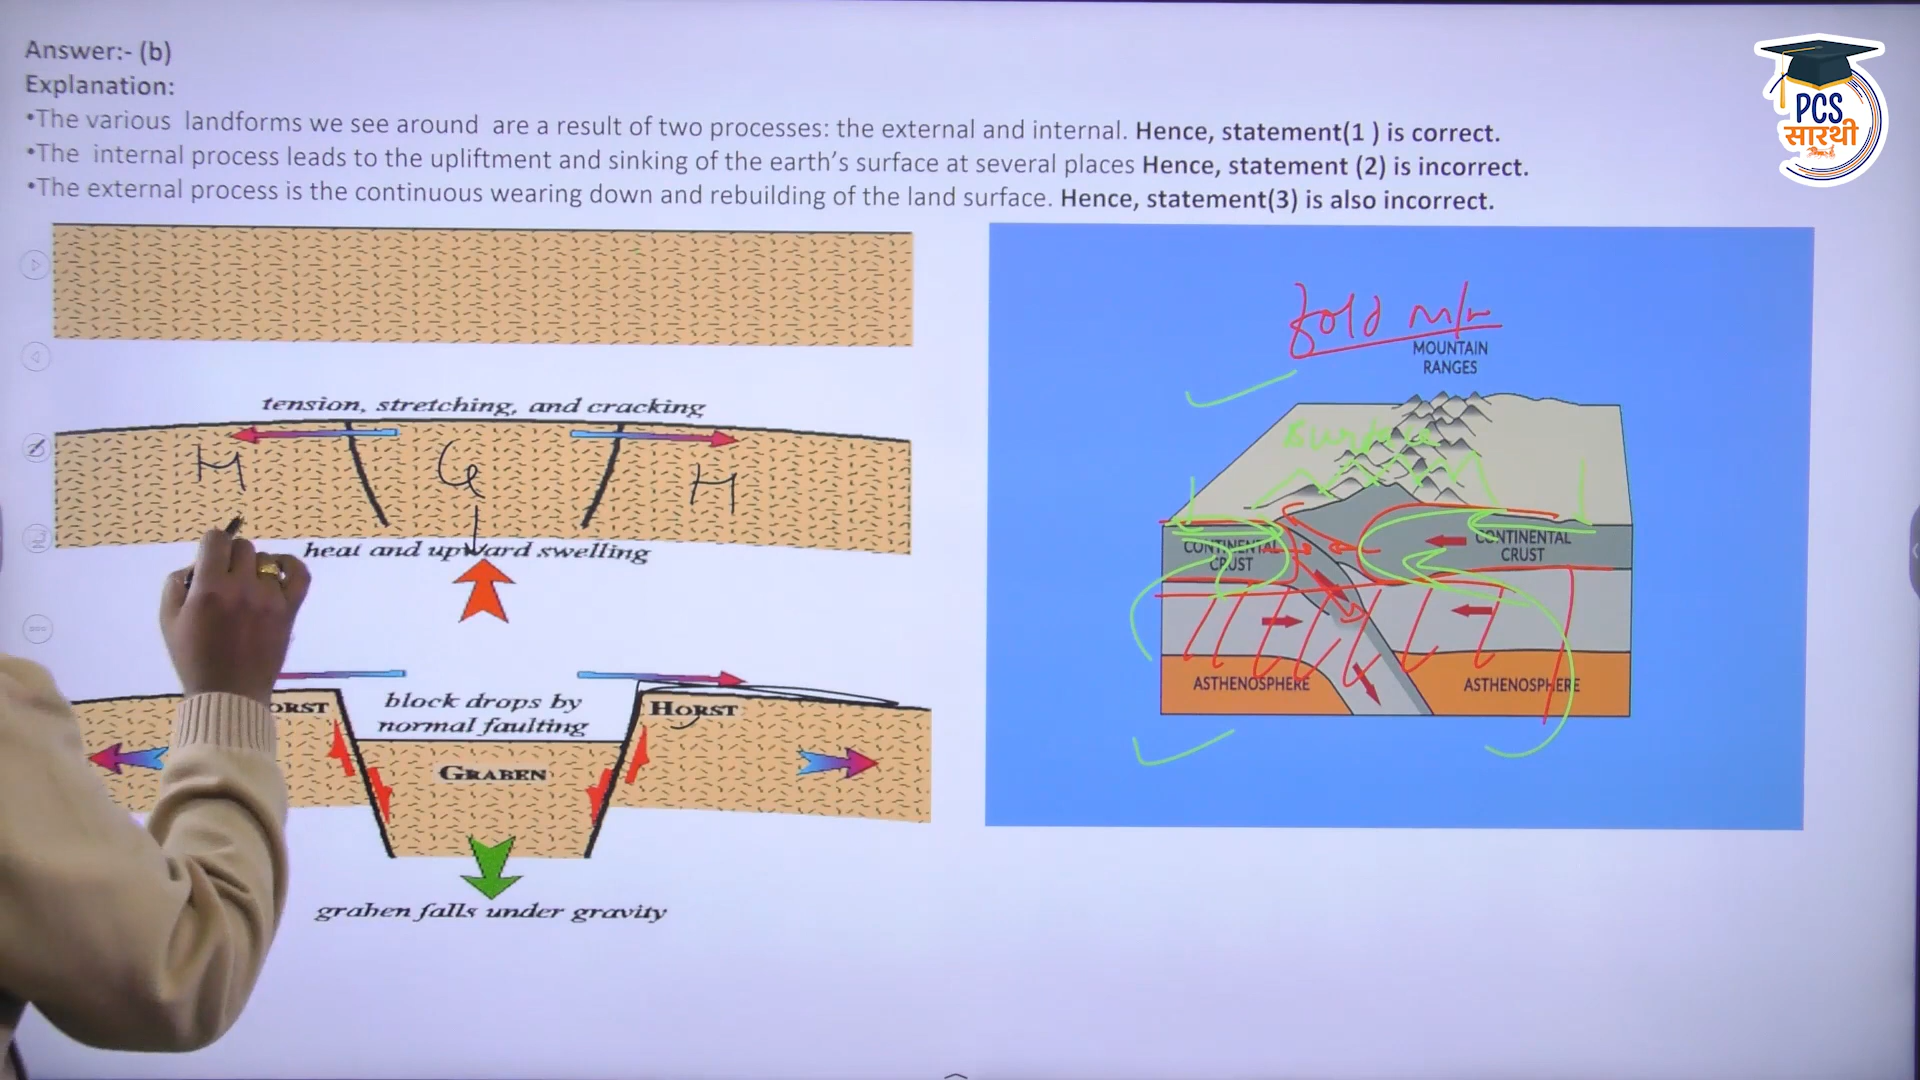 Answer:- (b)
Explanation:
•The various landforms we see around are a result of two processes: the external and internal. Hence, statement(1 ) is correct.
•The internal process leads to the upliftment and sinking of the earth's surface at several places Hence, statement (2) is incorrect.
•The external process is the continuous wearing down and rebuilding of the land surface. Hence, statement(3) is also incorrect.
PCS
सारथी
tension, stretching, and cracking
H G H
heat and upward swelling
block drops by
normal faulting
ORST
HORST
GRABEN
graben falls under gravity
fold m/n
MOUNTAIN
RANGES
Surface
CONTINENTAL
CRUST
CONTINENTAL
CRUST
ASTHENOSPHERE
ASTHENOSPHERE